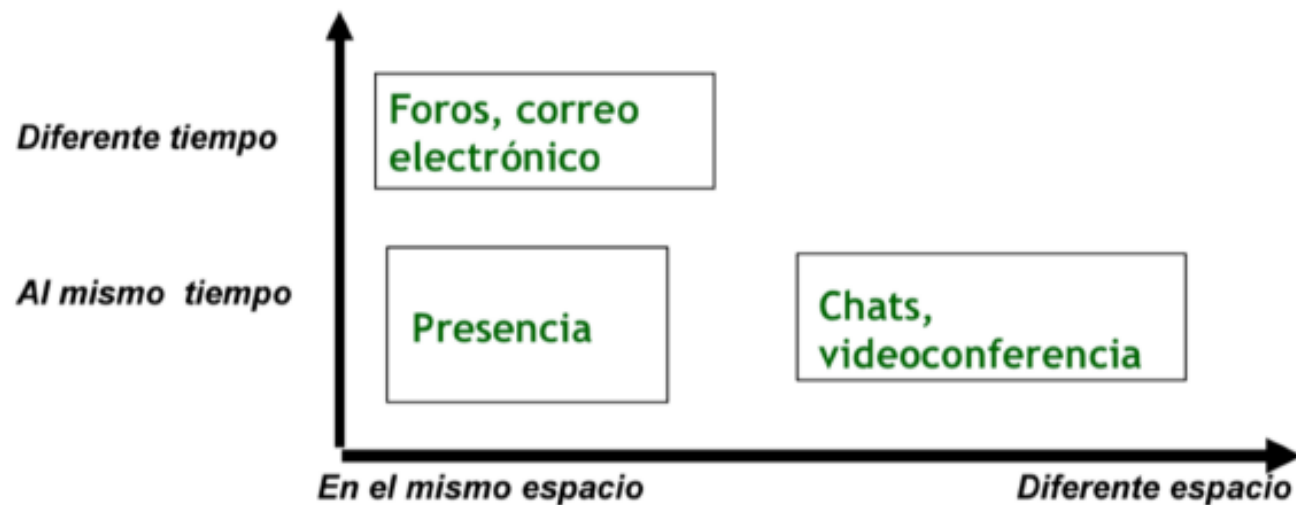 Diferente tiempo
Foros, correo
electrónico
Al mismo tiempo
Presencia
Chats,
videoconferencia
En el mismo espacio
Diferente espacio